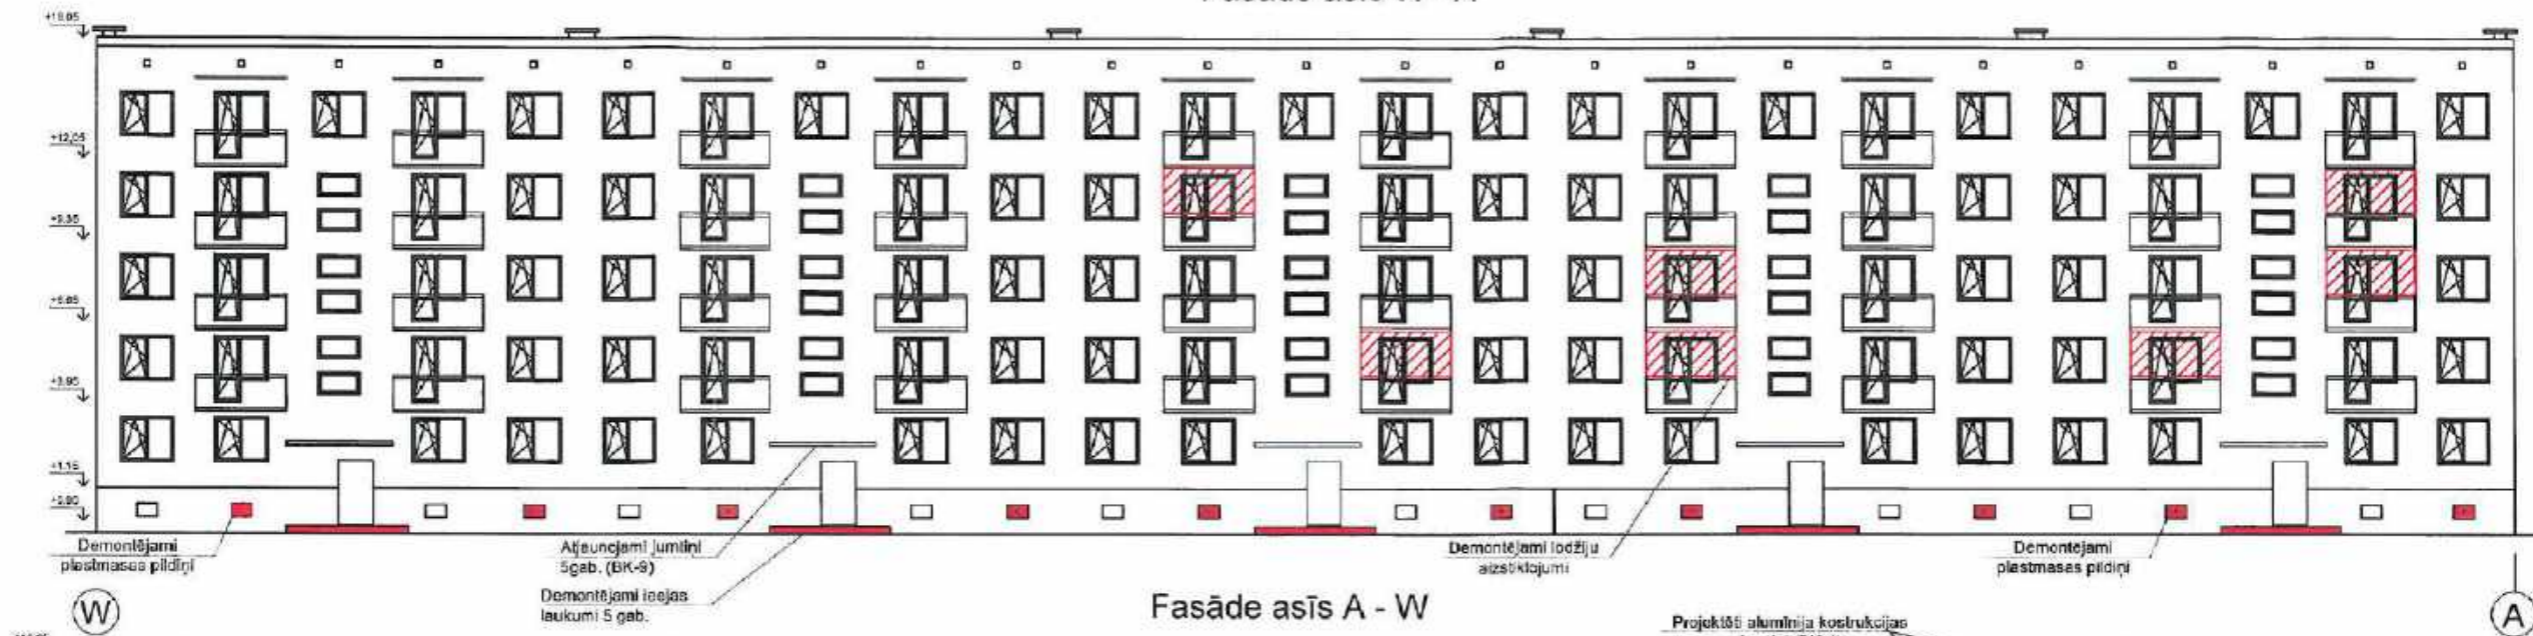 +12,05
+9.35
+6.65
+3.95
+1.15
Demontējami
plastmasas pildiņi
Atjaunojami jumtiņi
5gab. (BK-9)
Demontējami ieejas
laukumi 5 gab.
Demontējami lodžiju
aizstiklojumi
Demontējami
plastmasas pildiņi
W
Fasāde asīs A - W
A
Projektēti alumīnija kostrukcijas